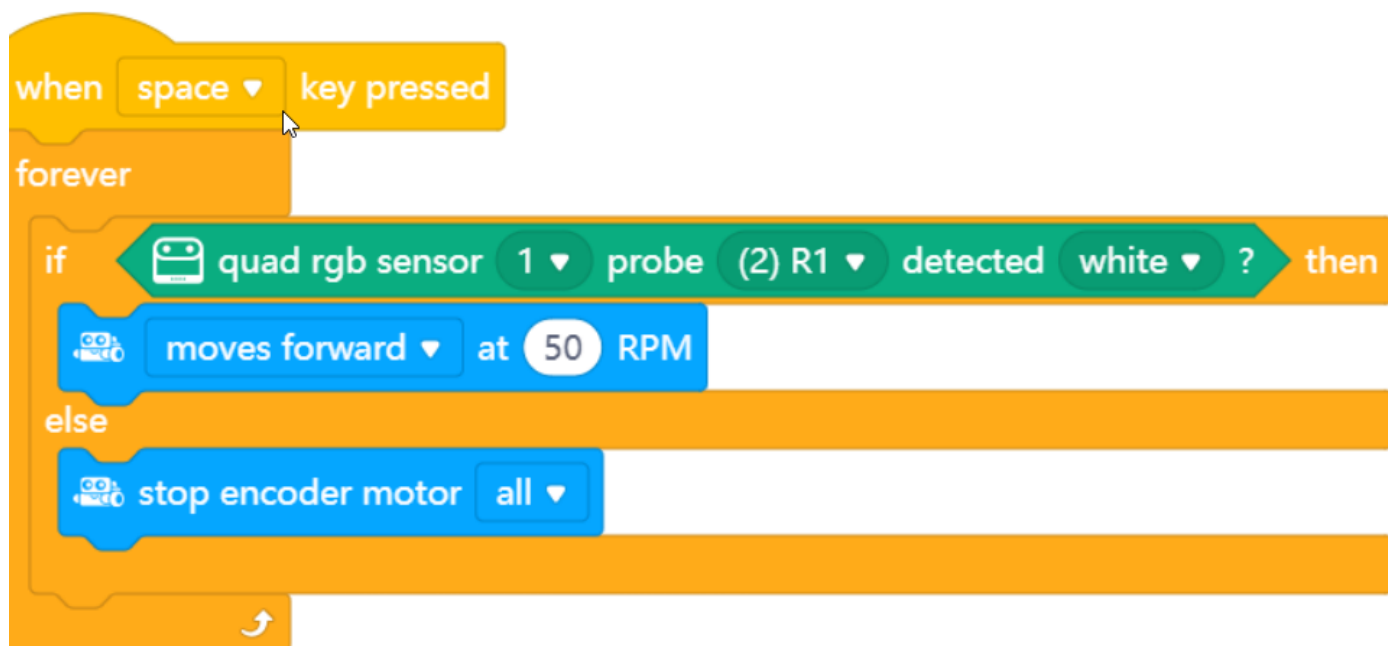 when space key pressed
forever
if quad rgb sensor 1 probe (2) R1 detected white ? then
moves forward at 50 RPM
else
stop encoder motor all